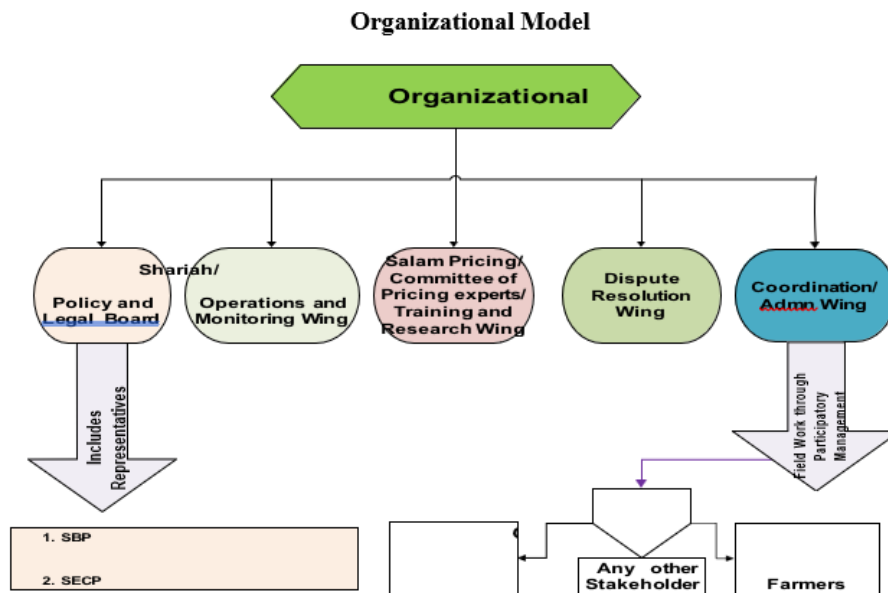 Organizational Model
Organizational
Shariah/
Policy and
Legal Board
Operations and
Monitoring Wing
Salam Pricing/
Committee of
Pricing experts/
Training and
Research Wing
Dispute
Resolution
Wing
Coordination/
Admn Wing
Includes
Representatives
Field Work through
Participatory
Management
1. SBP
2. SECP
Any other
Stakeholder
Farmers